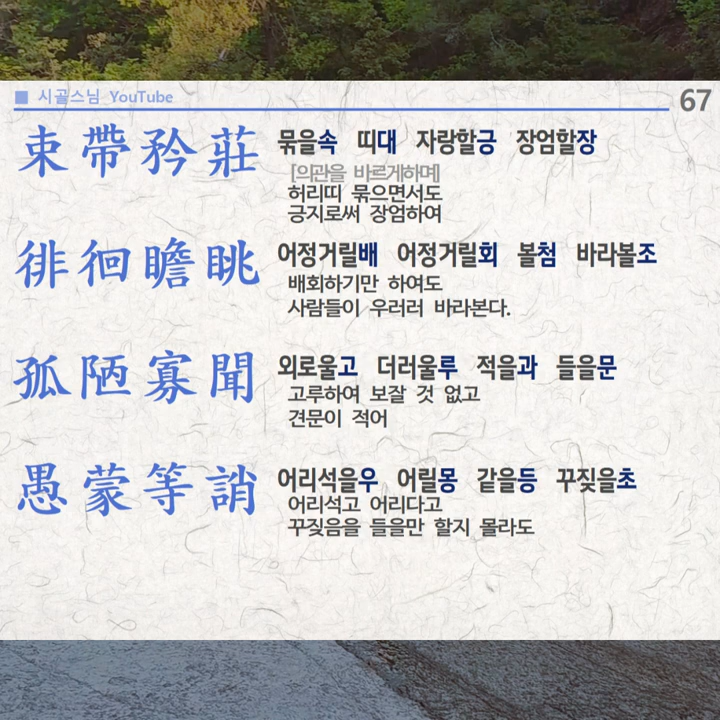 ■ 시골스님 YouTube
67
束帶矜莊
묶을속 띠대 자랑할긍 장엄할장
[의관을 바르게하며]
허리띠 묶으면서도
긍지로써 장엄하여
徘徊瞻眺
어정거릴배 어정거릴회 볼첨 바라볼조
배회하기만 하여도
사람들이 우러러 바라본다.
孤陋寡聞
외로울고 더러울루 적을과 들을문
고루하여 보잘 것 없고
견문이 적어
愚蒙等誚
어리석을우 어릴몽 같을등 꾸짖을초
어리석고 어리다고
꾸짖음을 들을만 할지 몰라도